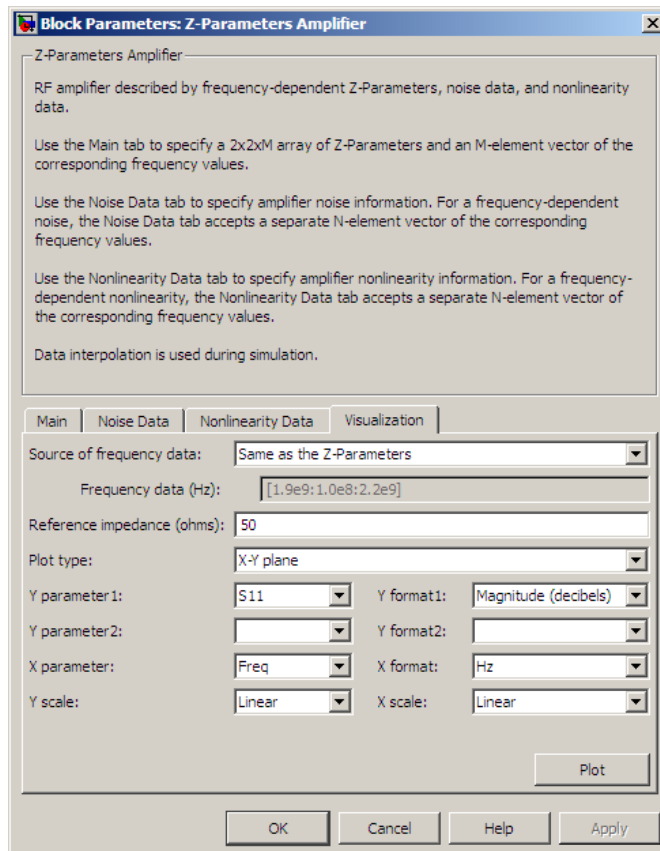 Block Parameters: Z-Parameters Amplifier
Z-Parameters Amplifier
RF amplifier described by frequency-dependent Z-Parameters, noise data, and nonlinearity
data.
Use the Main tab to specify a 2x2xM array of Z-Parameters and an M-element vector of the
corresponding frequency values.
Use the Noise Data tab to specify amplifier noise information. For a frequency-dependent
noise, the Noise Data tab accepts a separate N-element vector of the corresponding
frequency values.
Use the Nonlinearity Data tab to specify amplifier nonlinearity information. For a frequency-
dependent nonlinearity, the Nonlinearity Data tab accepts a separate N-element vector of
the corresponding frequency values.
Data interpolation is used during simulation.
Main Noise Data Nonlinearity Data Visualization
Source of frequency data: Same as the Z-Parameters
Frequency data (Hz): [1.9e9:1.0e8:2.2e9]
Reference impedance (ohms): 50
Plot type: X-Y plane
Y parameter1: S11 Y format1: Magnitude (decibels)
Y parameter2: Y format2:
X parameter: Freq X format: Hz
Y scale: Linear X scale: Linear
Plot
OK Cancel Help Apply